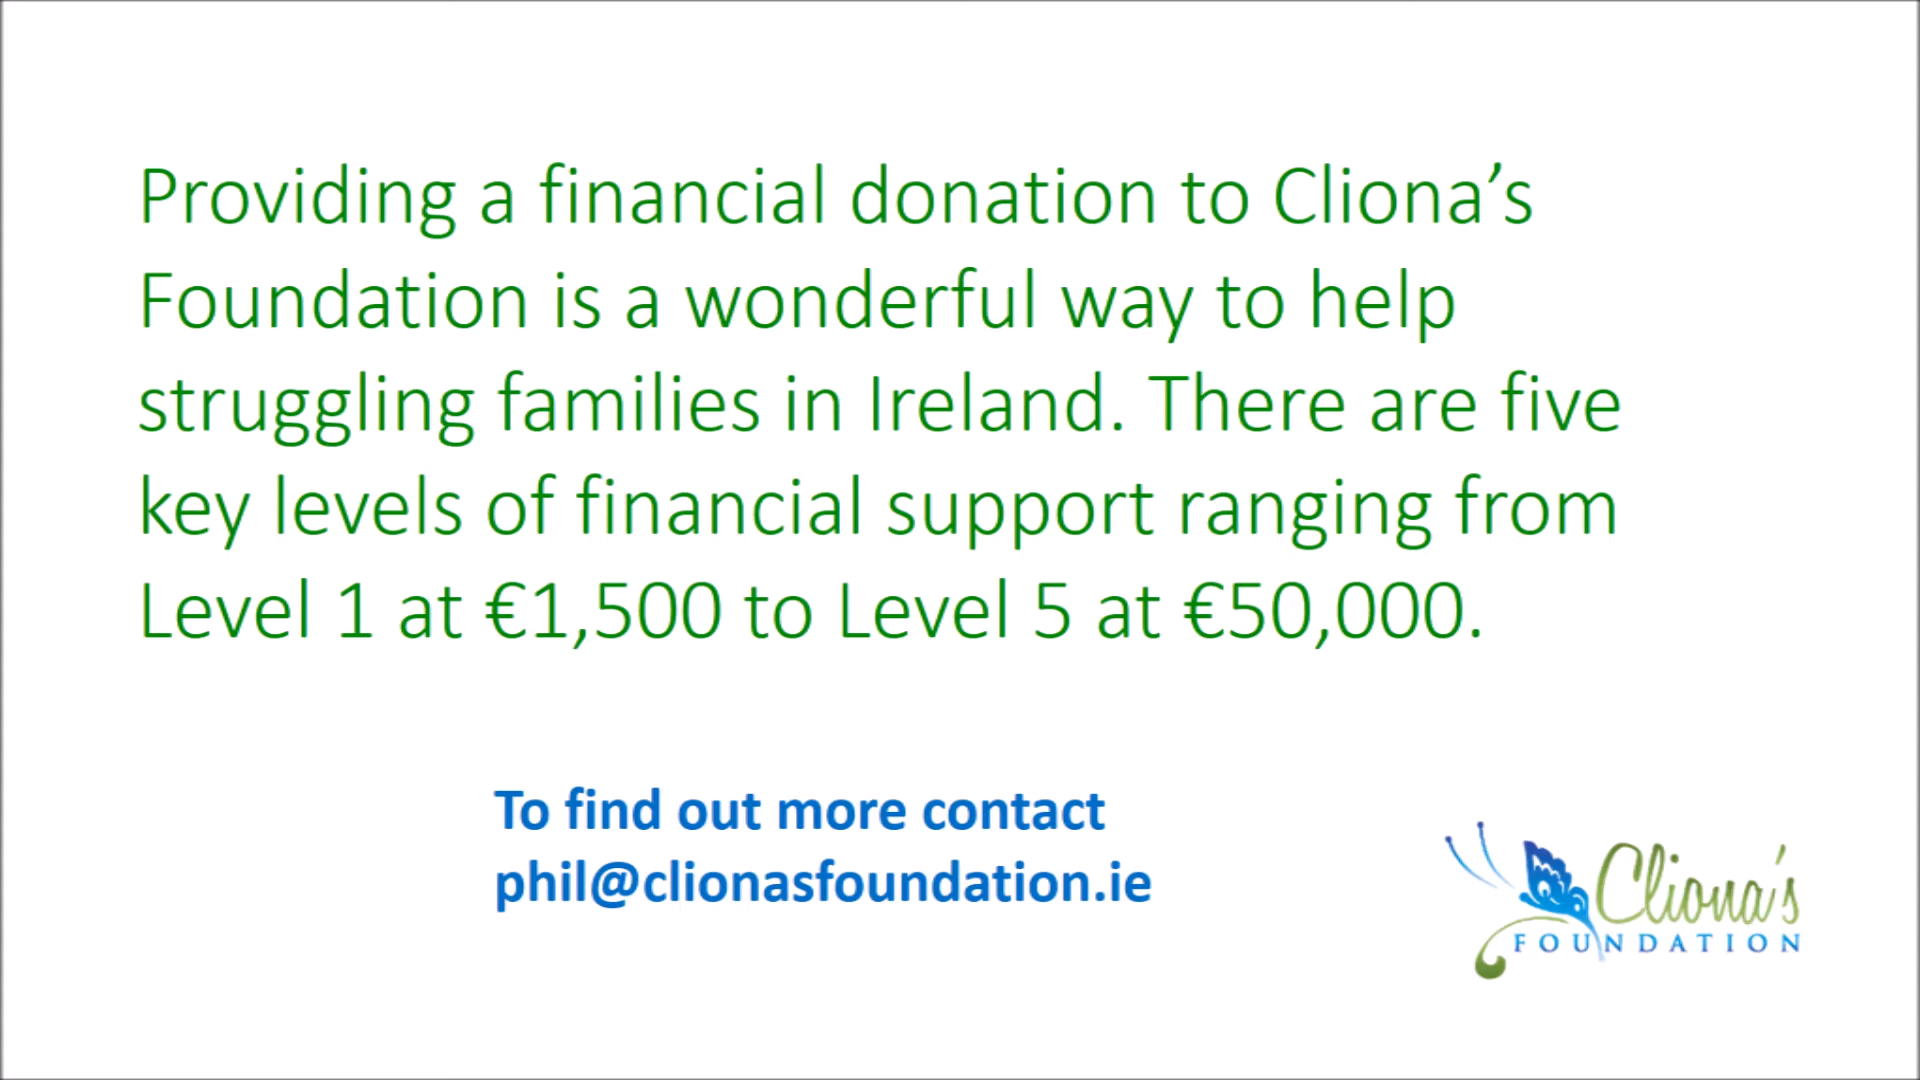 Providing a financial donation to Cliona’s
Foundation is a wonderful way to help
struggling families in Ireland. There are five
key levels of financial support ranging from
Level 1 at €1,500 to Level 5 at €50,000.
To find out more contact
phil@clionasfoundation.ie
Cliona's
FOUNDATION